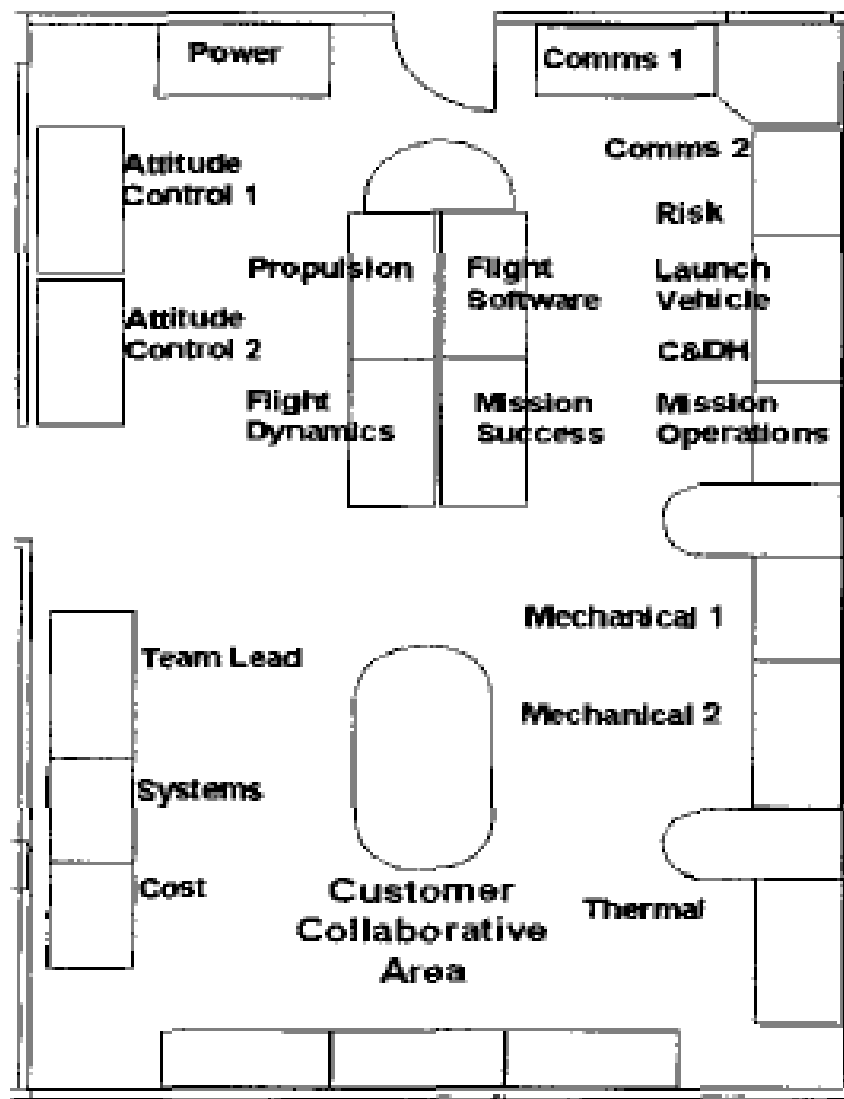 Power
Comms 1
Attitude
Control 1
Comms 2
Risk
Propulsion
Flight
Software
Launch
Vehicle
Attitude
Control 2
C&DH
Flight
Dynamics
Mission
Success
Mission
Operations
Mechanical 1
Team Lead
Mechanical 2
Systems
Cost
Customer
Collaborative
Area
Thermal